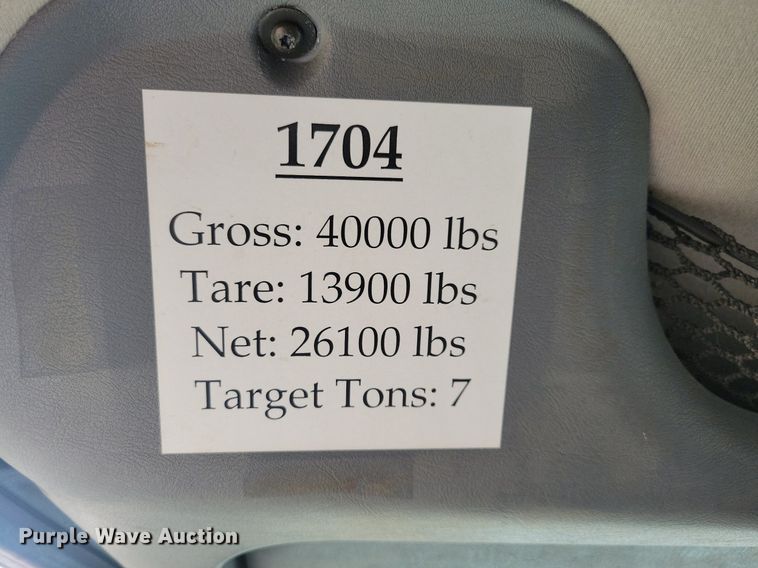 1704
Gross: 40000 lbs
Tare: 13900 lbs
Net: 26100 lbs
Target Tons: 7
Purple Wave Auction